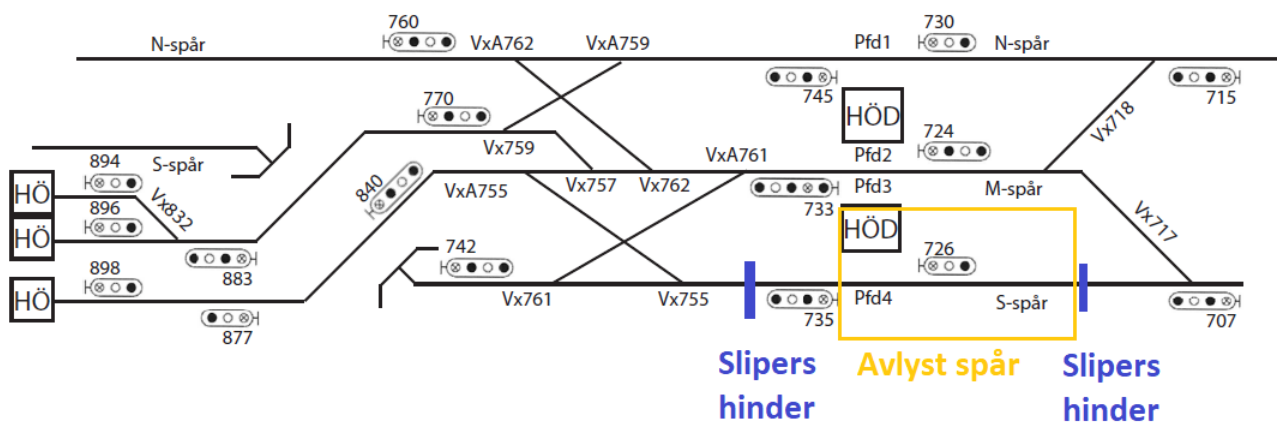 760
730
N-spår
VxA762
VxA759
Pfd1
N-spår
770
745
HÖD
715
724
Vx718
894
S-spår
Vx759
VxA761
Pfd2
HÖ
Vx832
840
VxA755
Vx757
Vx762
Pfd3
M-spår
733
896
HÖ
HÖD
Vx717
883
742
726
898
HÖ
Vx761
Vx755
Pfd4
S-spår
877
735
707
Slipers
hinder
Avlyst spår
Slipers
hinder